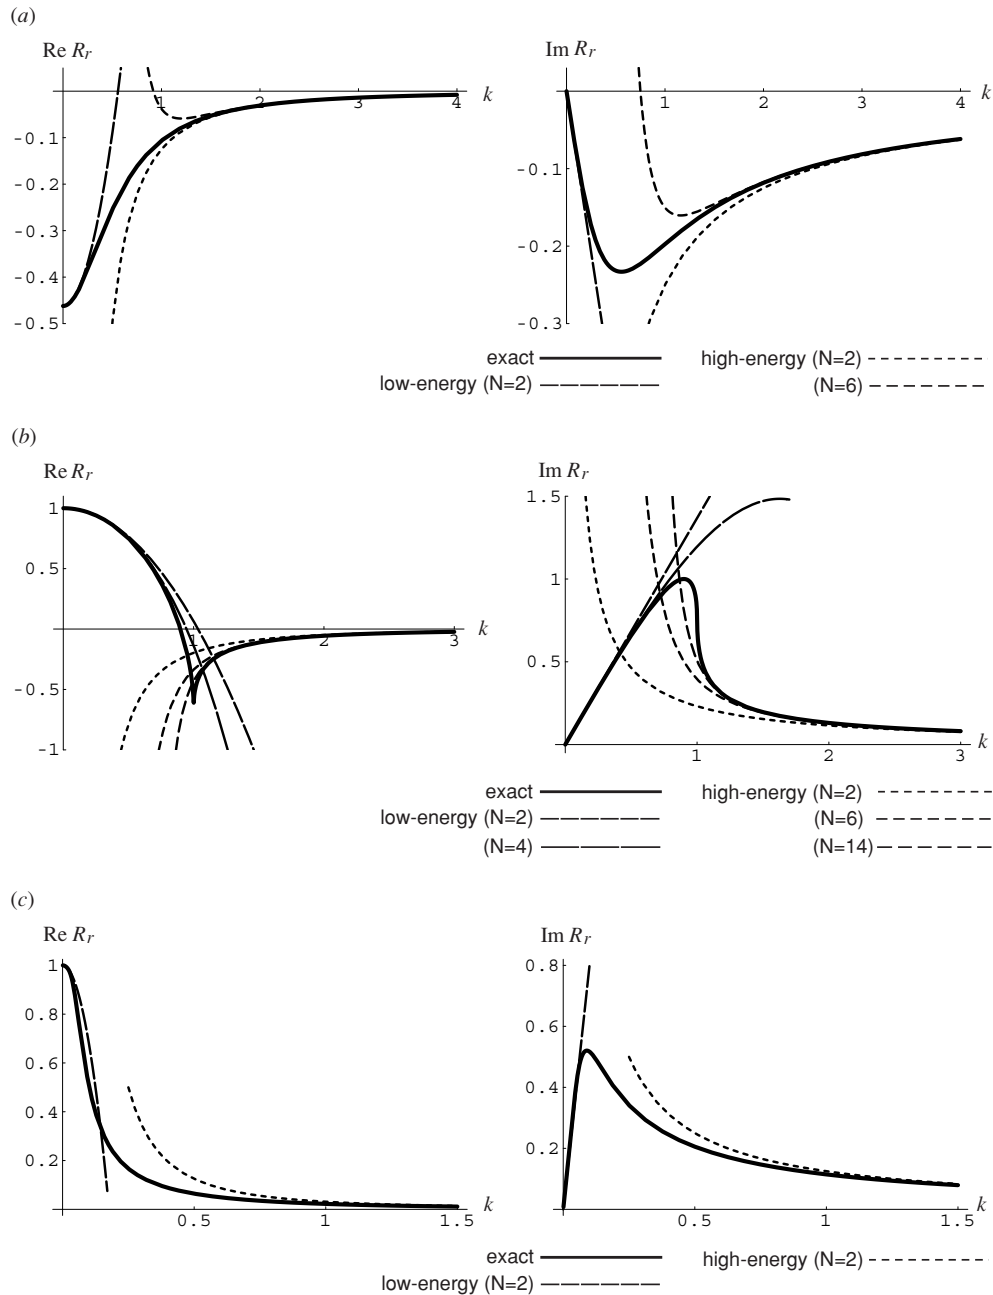 (a)
Re R_r
Im R_r
k
k
1 2 3 4
1 2 3 4
-0.1
-0.2
-0.3
-0.4
-0.5
-0.1
-0.2
-0.3
exact
high-energy (N=2)
low-energy (N=2)
(N=6)
(b)
Re R_r
Im R_r
1
0.5
-0.5
-1
1 2 3
k
1.5
1
0.5
1 2 3
k
exact
high-energy (N=2)
low-energy (N=2)
(N=6)
(N=4)
(N=14)
(c)
Re R_r
Im R_r
1
0.8
0.6
0.4
0.2
0.5 1 1.5
k
0.8
0.6
0.4
0.2
0.5 1 1.5
k
exact
high-energy (N=2)
low-energy (N=2)